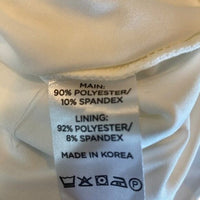 MAIN:
90% POLYESTER/
10% SPANDEX
LINING:
92% POLYESTER/
8% SPANDEX
MADE IN KOREA